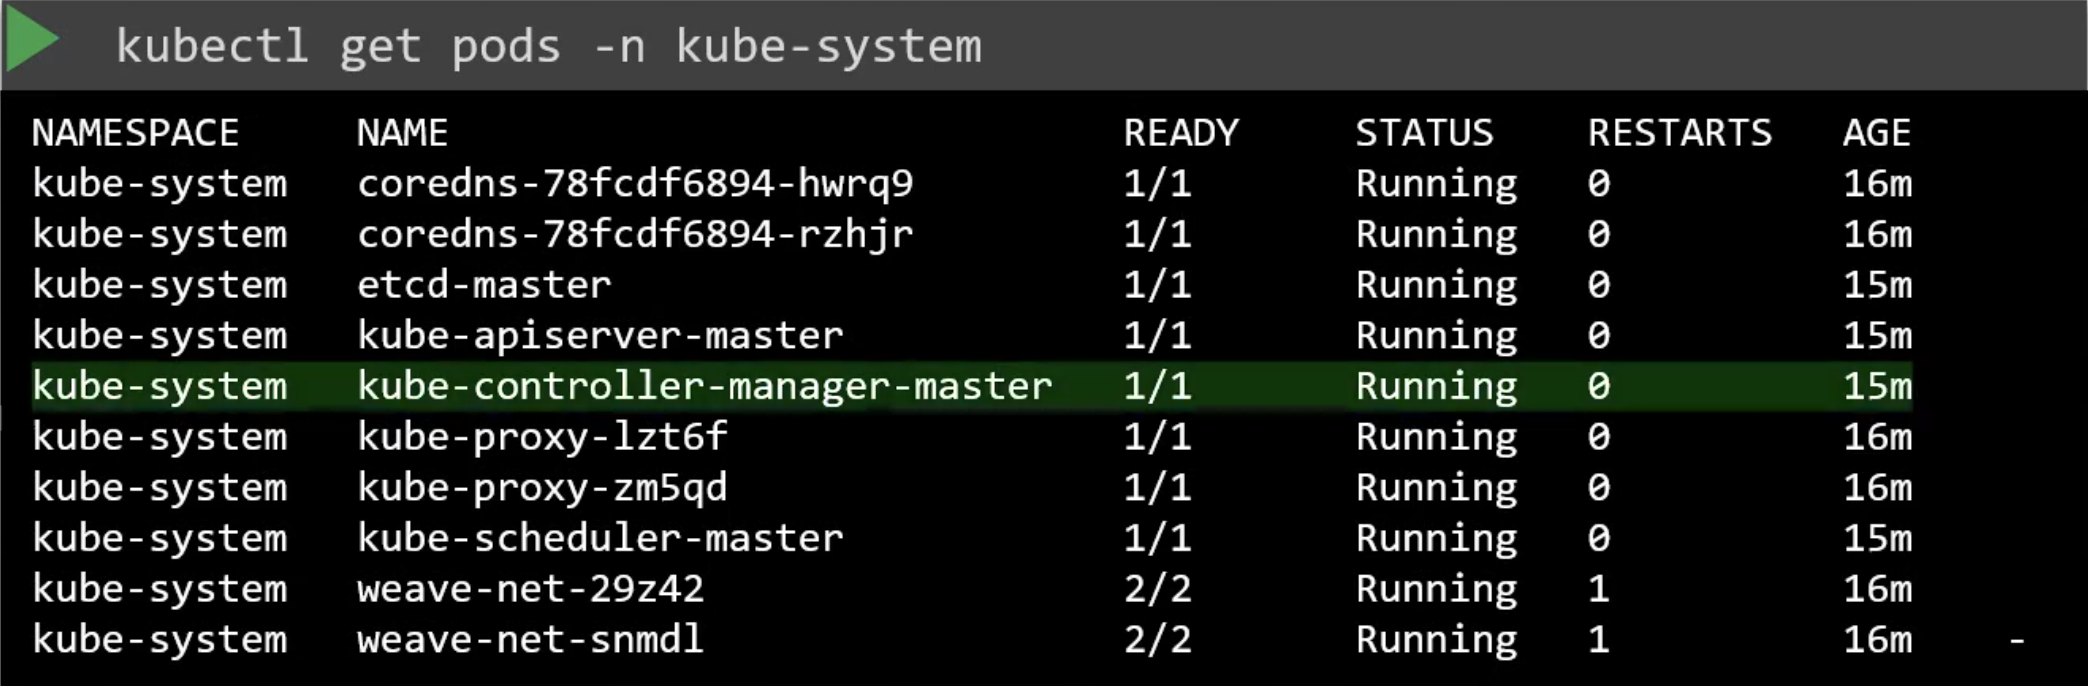 kubectl get pods -n kube-system
NAMESPACE NAME READY STATUS RESTARTS AGE
kube-system coredns-78fcdf6894-hwrq9 1/1 Running 0 16m
kube-system coredns-78fcdf6894-rzhjr 1/1 Running 0 16m
kube-system etcd-master 1/1 Running 0 15m
kube-system kube-apiserver-master 1/1 Running 0 15m
kube-system kube-controller-manager-master 1/1 Running 0 15m
kube-system kube-proxy-lzt6f 1/1 Running 0 16m
kube-system kube-proxy-zm5qd 1/1 Running 0 16m
kube-system kube-scheduler-master 1/1 Running 0 15m
kube-system weave-net-29z42 2/2 Running 1 16m
kube-system weave-net-snmdl 2/2 Running 1 16m -